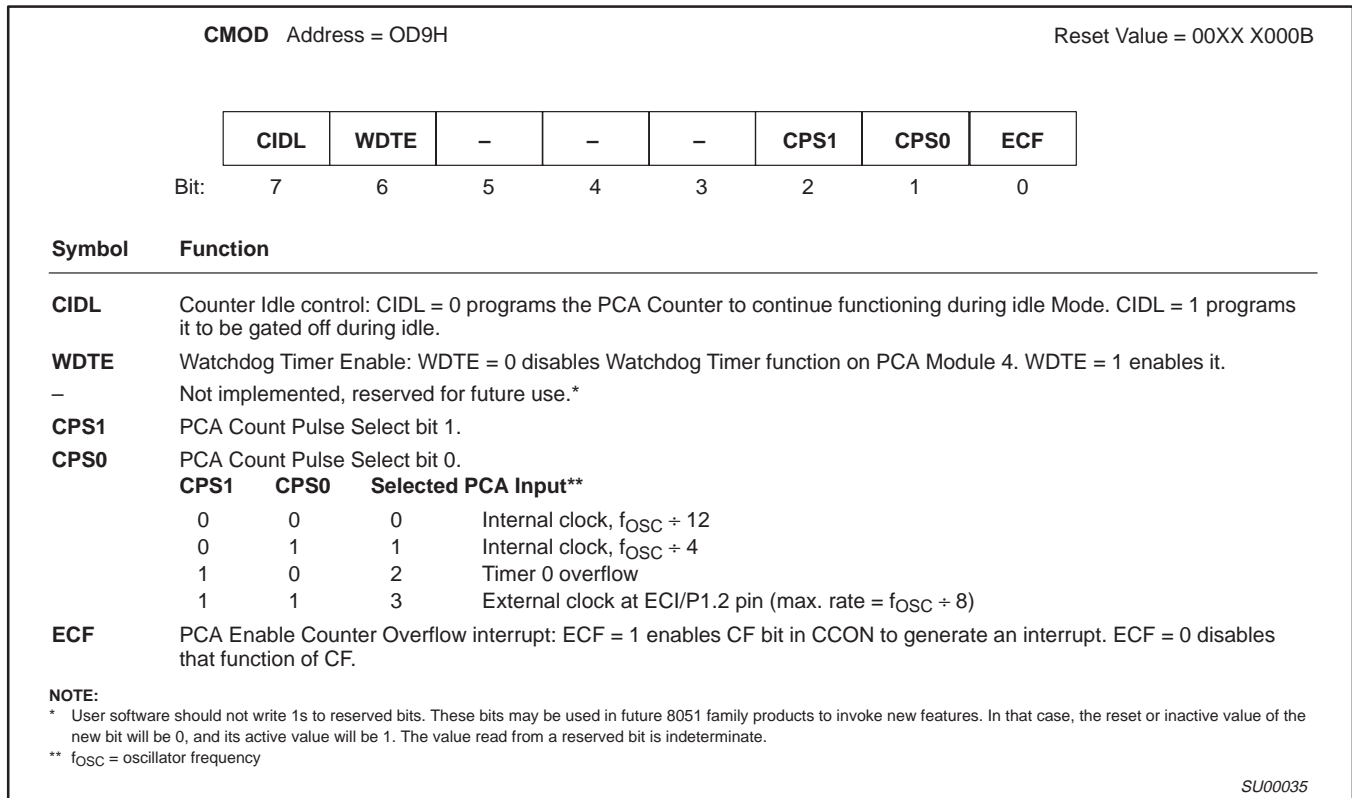 CMOD Address = OD9H Reset Value = 00XX X000B
CIDL WDTE – – – CPS1 CPS0 ECF
Bit: 7 6 5 4 3 2 1 0
Symbol Function
CIDL Counter Idle control: CIDL = 0 programs the PCA Counter to continue functioning during idle Mode. CIDL = 1 programs
it to be gated off during idle.
WDTE Watchdog Timer Enable: WDTE = 0 disables Watchdog Timer function on PCA Module 4. WDTE = 1 enables it.
– Not implemented, reserved for future use.*
CPS1 PCA Count Pulse Select bit 1.
CPS0 PCA Count Pulse Select bit 0.
CPS1 CPS0 Selected PCA Input**
0 0 0 Internal clock, fOSC ÷ 12
0 1 1 Internal clock, fOSC ÷ 4
1 0 2 Timer 0 overflow
1 1 3 External clock at ECI/P1.2 pin (max. rate = fOSC ÷ 8)
ECF PCA Enable Counter Overflow interrupt: ECF = 1 enables CF bit in CCON to generate an interrupt. ECF = 0 disables
that function of CF.
NOTE:
* User software should not write 1s to reserved bits. These bits may be used in future 8051 family products to invoke new features. In that case, the reset or inactive value of the
new bit will be 0, and its active value will be 1. The value read from a reserved bit is indeterminate.
** fOSC = oscillator frequency
SU00035